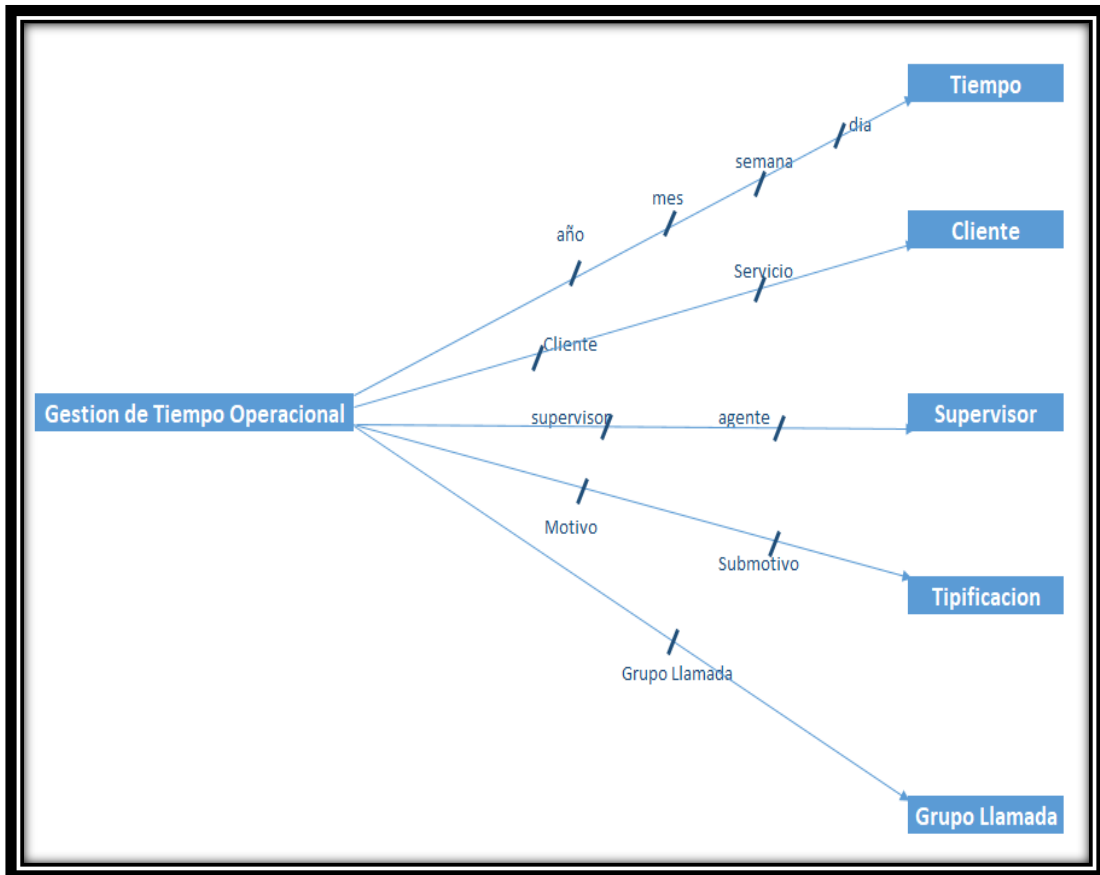 Tiempo
dia
semana
mes
año
Cliente
Servicio
Cliente
Gestion de Tiempo Operacional
supervisor
agente
Supervisor
Motivo
Submotivo
Tipificacion
Grupo Llamada
Grupo Llamada